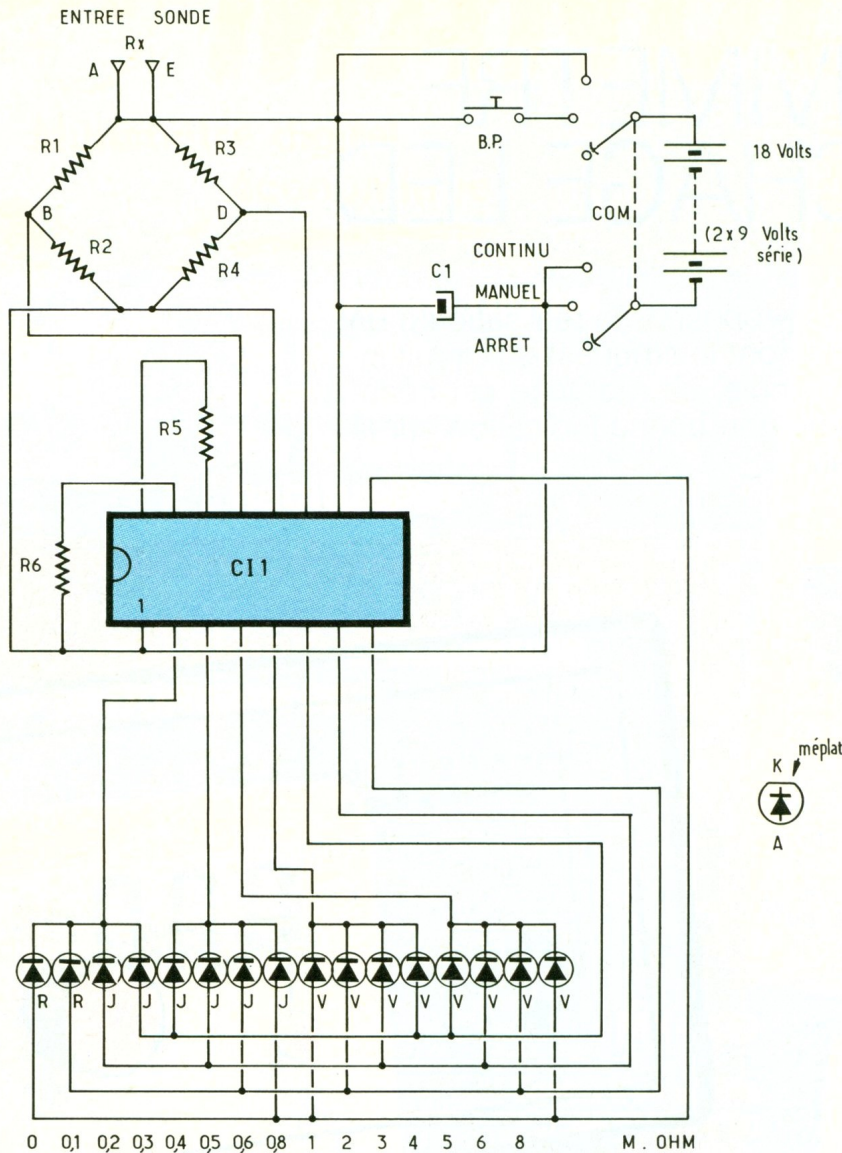 ENTREE SONDE
Rx
A E
R1 R3
B D
R2 R4
B.P.
18 Volts
COM
(2x9 Volts
série)
CONTINU
C1 MANUEL
ARRET
R5
R6
CI1
1
méplat
K
A
R R J J J J J J V V V V V V V V
0 0,1 0,2 0,3 0,4 0,5 0,6 0,8 1 2 3 4 5 6 8 M.OHM